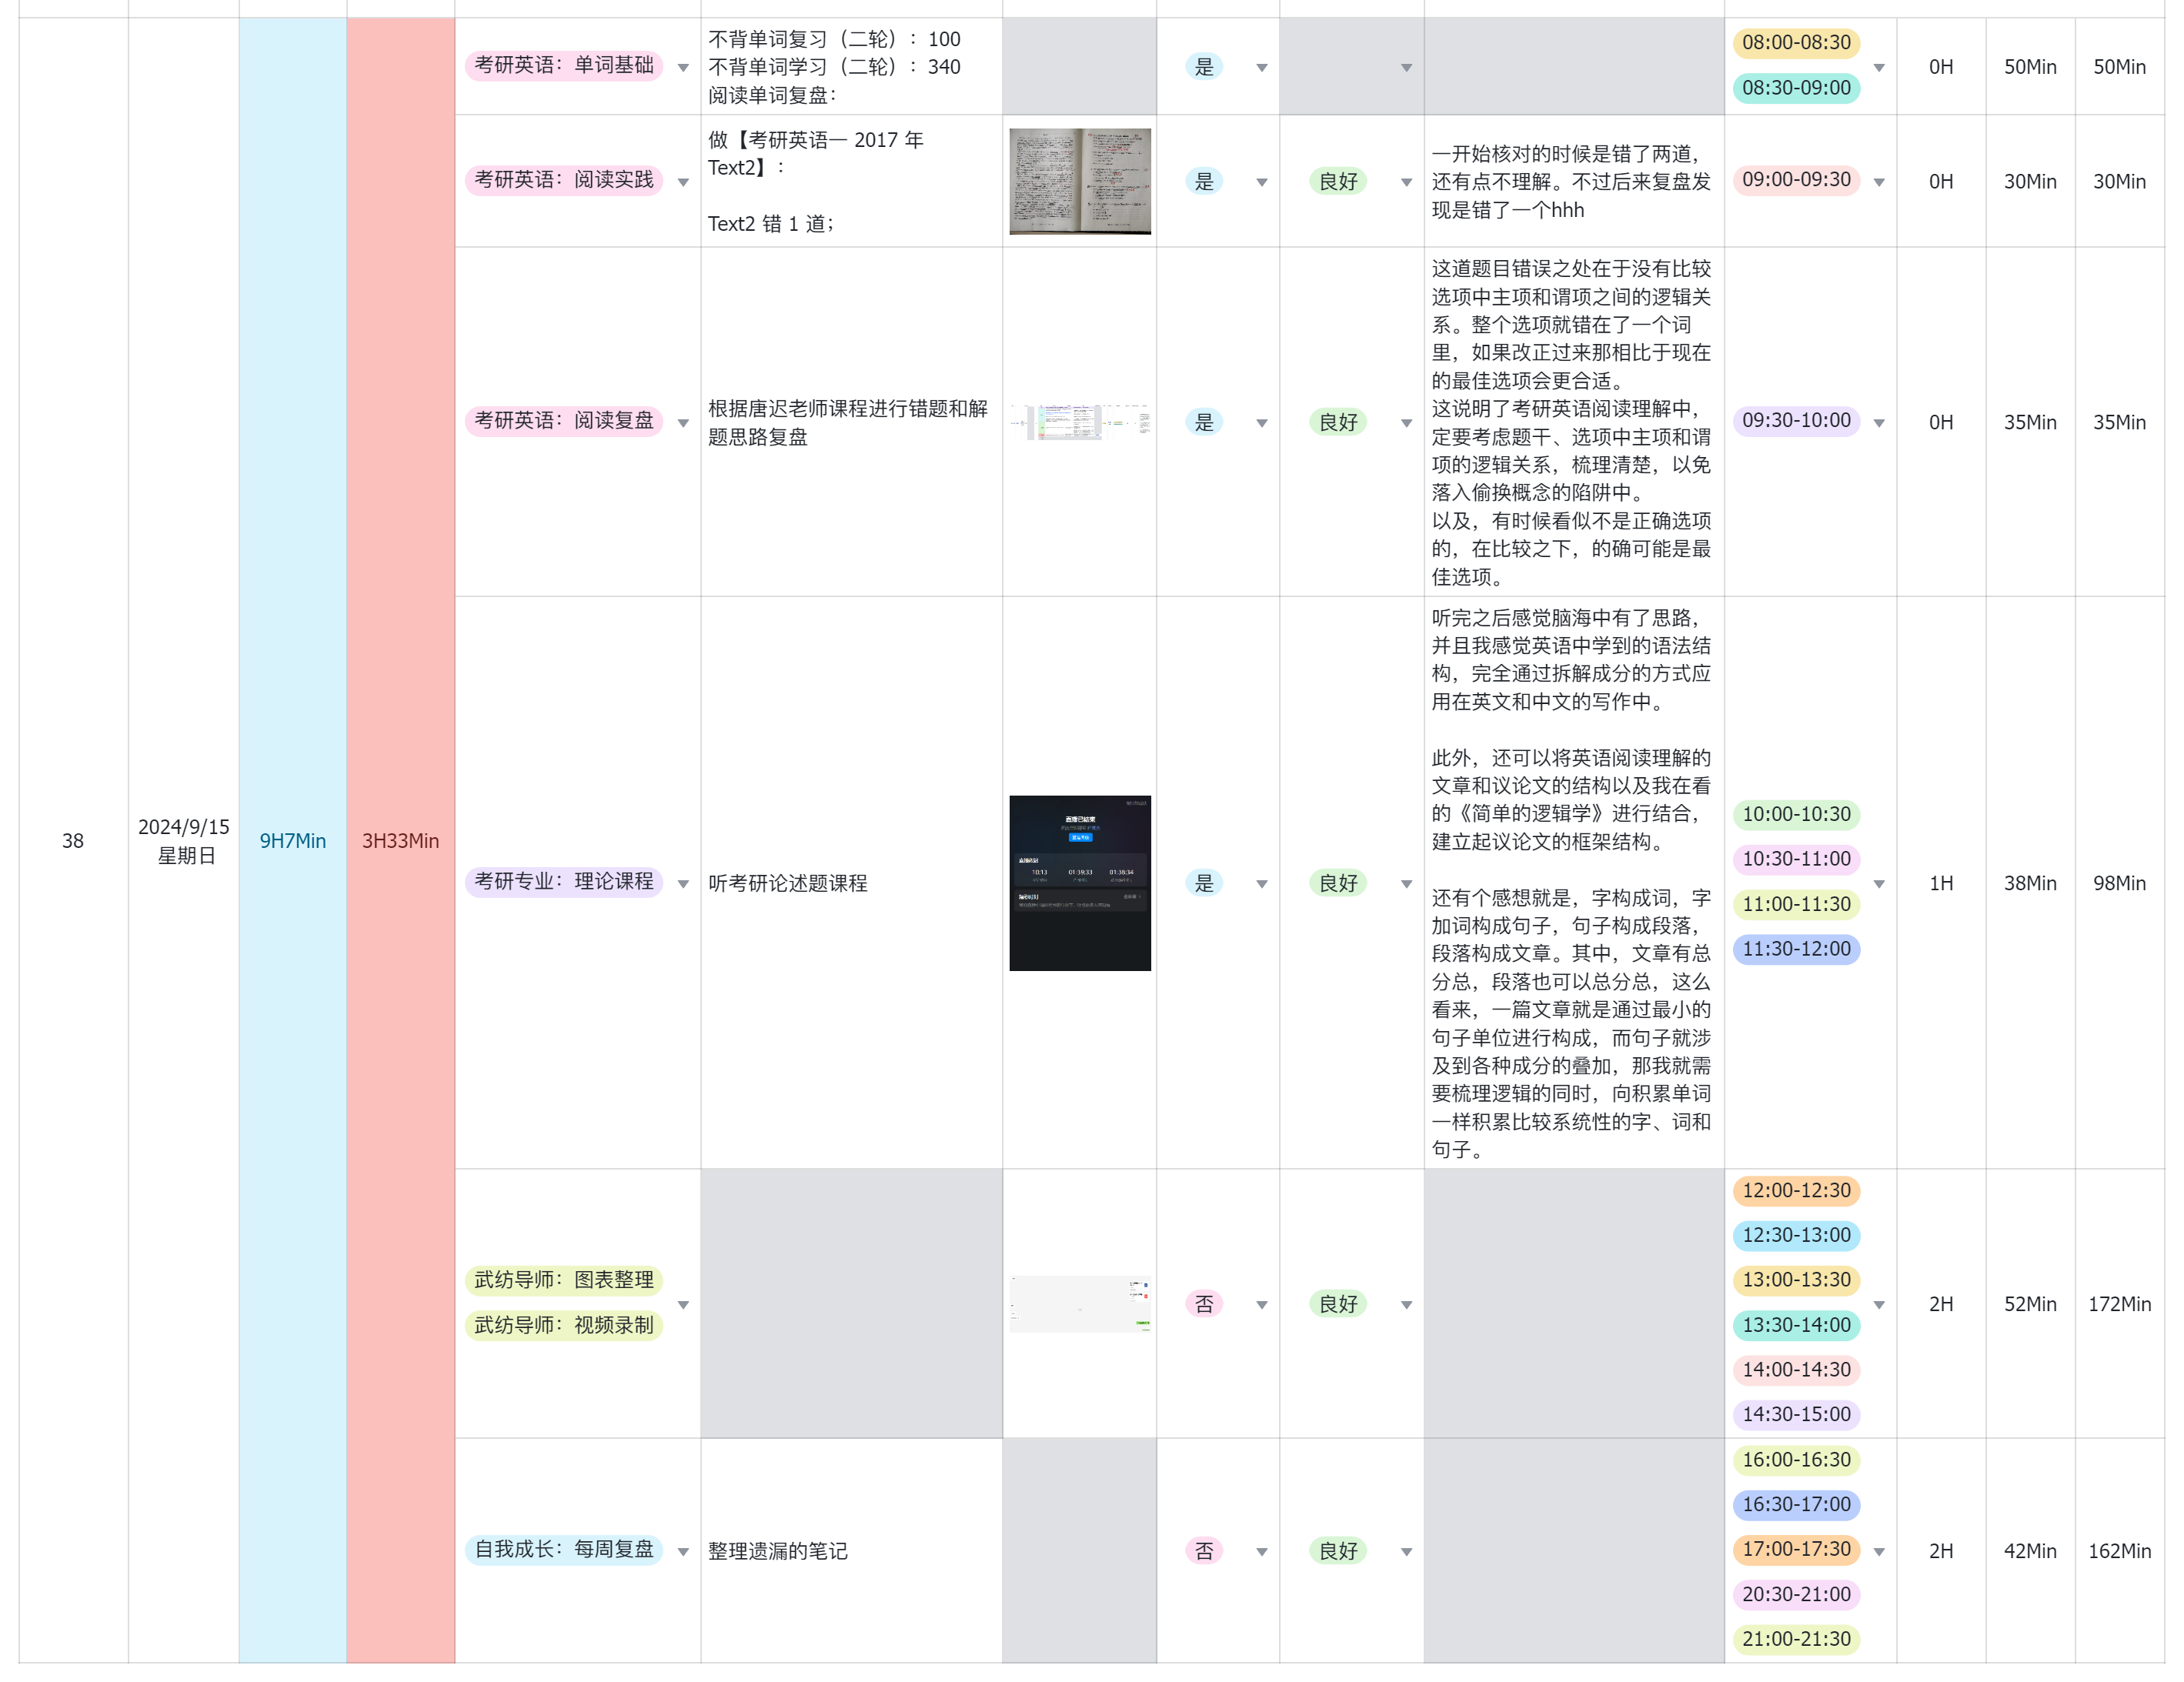 考研英语：单词基础
不背单词复习（二轮）：100
不背单词学习（二轮）：340
阅读单词复盘：
是
08:00-08:30
08:30-09:00
0H
50Min
50Min
考研英语：阅读实践
做【考研英语一 2017 年
Text2】：
Text2 错 1 道；
是
良好
一开始核对的时候是错了两道，
还有点不理解。不过后来复盘发
现是错了一个hhh
09:00-09:30
0H
30Min
30Min
考研英语：阅读复盘
根据唐迟老师课程进行错题和解
题思路复盘
是
良好
这道题目错误之处在于没有比较
选项中主项和谓项之间的逻辑关
系。整个选项就错在了一个词
里，如果改正过来那相比于现在
的最佳选项会更合适。
这说明了考研英语阅读理解中，
定要考虑题干、选项中主项和谓
项的逻辑关系，梳理清楚，以免
落入偷换概念的陷阱中。
以及，有时候看似不是正确选项
的，在比较之下，的确可能是最
佳选项。
09:30-10:00
0H
35Min
35Min
38
2024/9/15
星期日
9H7Min
3H33Min
考研专业：理论课程
听考研论述题课程
直播已结束
10:13
01:39:33
01:38:34
是
良好
听完之后感觉脑海中有了思路，
并且我感觉英语中学到的语法结
构，完全通过拆解成分的方式应
用在英文和中文的写作中。
此外，还可以将英语阅读理解的
文章和议论文的结构以及我在看
的《简单的逻辑学》进行结合，
建立起议论文的框架结构。
还有个感想就是，字构成词，字
加词构成句子，句子构成段落，
段落构成文章。其中，文章有总
分总，段落也可以总分总，这么
看来，一篇文章就是通过最小的
句子单位进行构成，而句子就涉
及到各种成分的叠加，那我就需
要梳理逻辑的同时，向积累单词
一样积累比较系统性的字、词和
句子。
10:00-10:30
10:30-11:00
11:00-11:30
11:30-12:00
1H
38Min
98Min
武纺导师：图表整理
武纺导师：视频录制
否
良好
12:00-12:30
12:30-13:00
13:00-13:30
13:30-14:00
14:00-14:30
14:30-15:00
2H
52Min
172Min
自我成长：每周复盘
整理遗漏的笔记
否
良好
16:00-16:30
16:30-17:00
17:00-17:30
20:30-21:00
21:00-21:30
2H
42Min
162Min